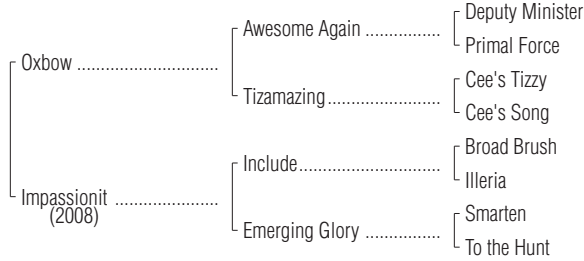 Deputy Minister
Awesome Again ................
Primal Force
Oxbow ..............................
Cee's Tizzy
Tizamazing........................
Cee's Song
Broad Brush
Include..............................
Illeria
Impassionit ......................
(2008)
Smarten
Emerging Glory ................
To the Hunt